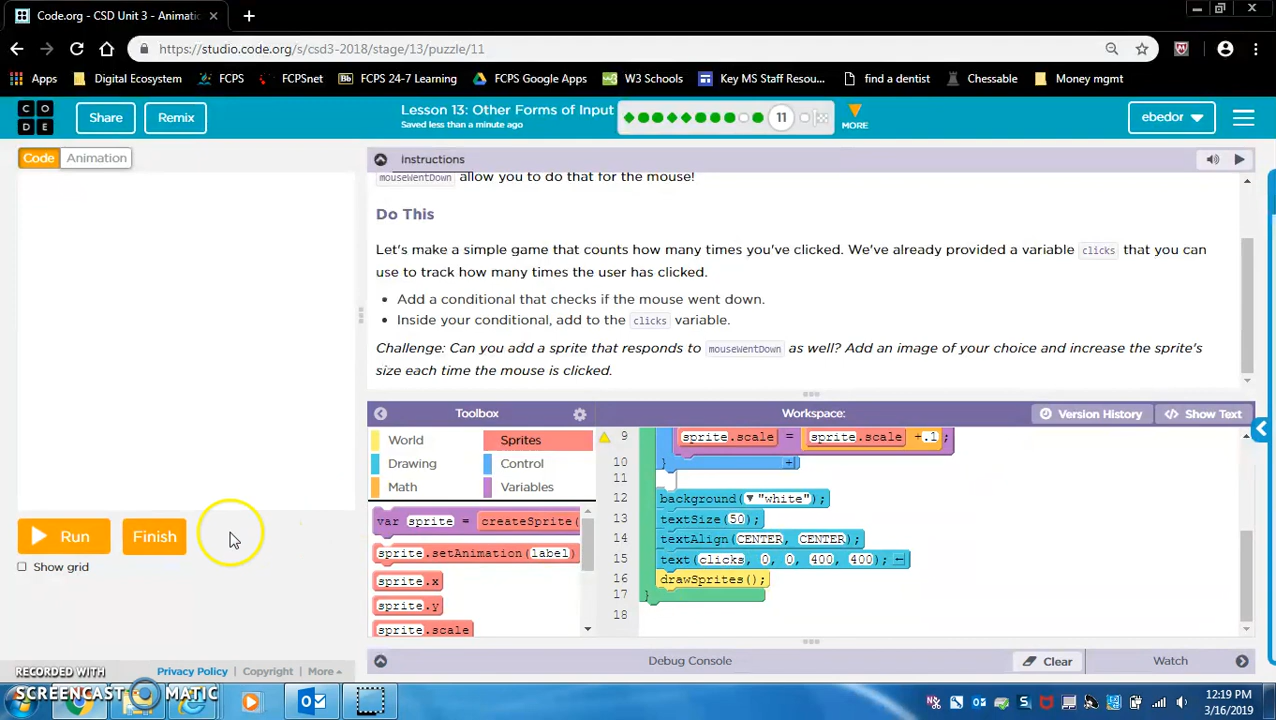 Code.org - CSD Unit 3 - Animatic
https://studio.code.org/s/csd3-2018/stage/13/puzzle/11
Apps Digital Ecosystem FCPS FCPSnet Bb FCPS 24-7 Learning FCPS Google Apps W3 Schools Key MS Staff Resou... find a dentist Chessable Money mgmt
C O D E Share Remix Lesson 13: Other Forms of Input 11 MORE ebedor
Saved less than a minute ago
Code Animation Instructions
mouseWentDown allow you to do that for the mouse!
Do This
Let's make a simple game that counts how many times you've clicked. We've already provided a variable clicks that you can
use to track how many times the user has clicked.
• Add a conditional that checks if the mouse went down.
• Inside your conditional, add to the clicks variable.
Challenge: Can you add a sprite that responds to mouseWentDown as well? Add an image of your choice and increase the sprite's
size each time the mouse is clicked.
Toolbox Workspace: Version History </> Show Text
World Sprites
Drawing Control
Math Variables
var sprite = createSprite(
sprite.setAnimation(label)
sprite.x
sprite.y
sprite.scale
9 sprite.scale = sprite.scale +.1;
10 } +
11
12 background("white");
13 textSize(50);
14 textAlign(CENTER, CENTER);
15 text(clicks, 0, 0, 400, 400);
16 drawSprites();
17 }
18
Run Finish
Show grid
Debug Console Clear Watch
Privacy Policy | Copyright | More
RECORDED WITH
SCREENCAST MATIC
12:19 PM
3/16/2019